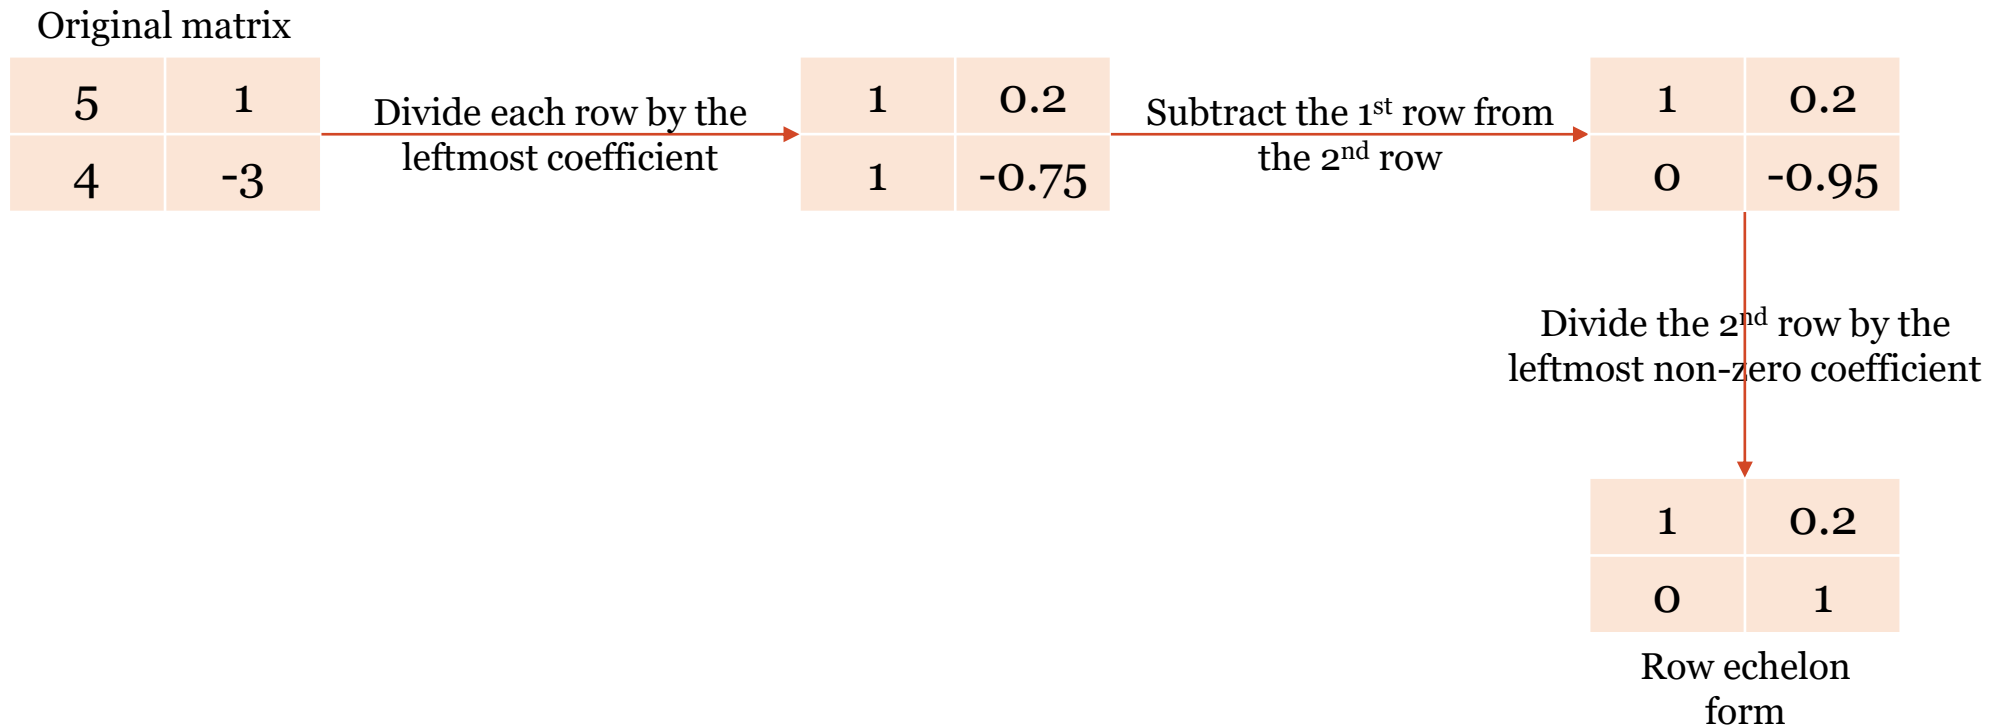 Original matrix
5 1
4 -3
Divide each row by the
leftmost coefficient
1 0.2
1 -0.75
Subtract the 1st row from
the 2nd row
1 0.2
0 -0.95
Divide the 2nd row by the
leftmost non-zero coefficient
1 0.2
0 1
Row echelon
form